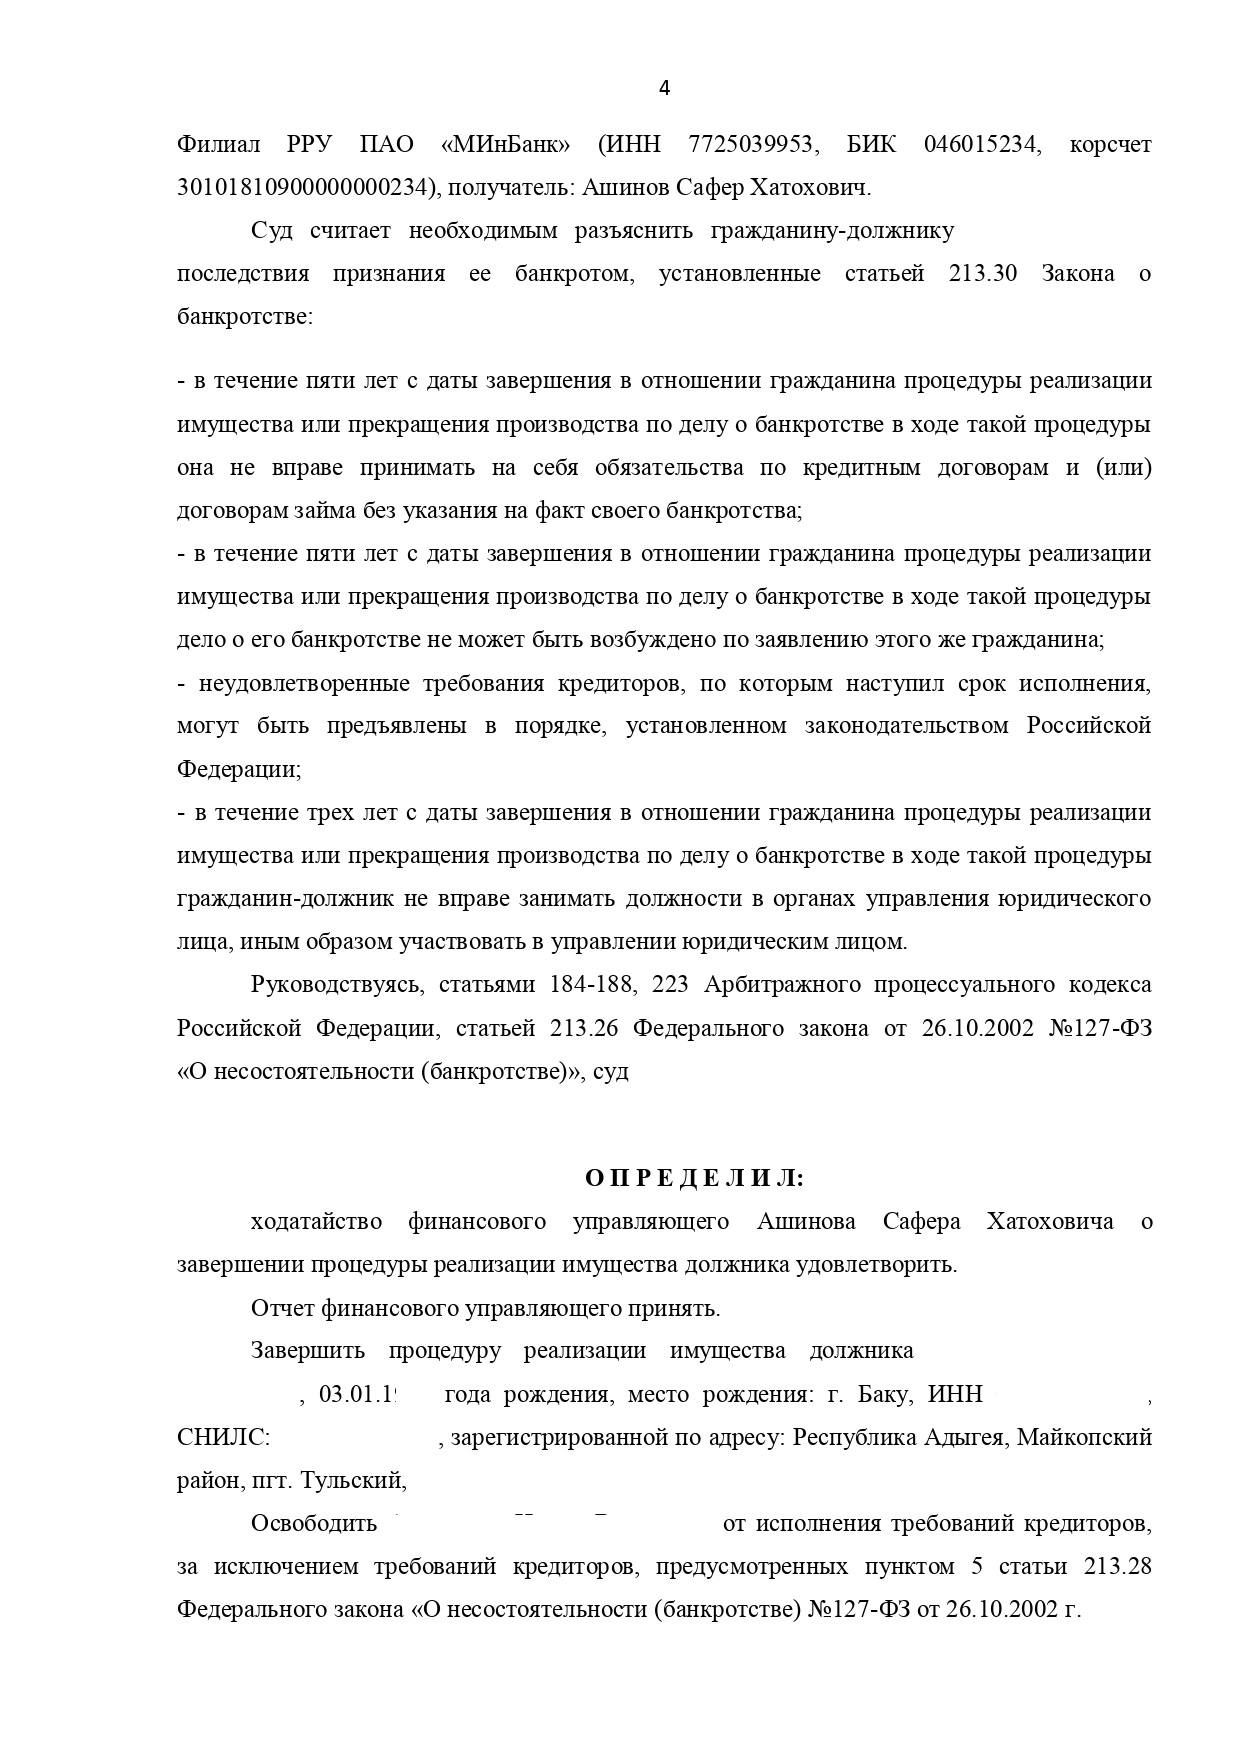 4
Филиал РРУ ПАО «МИнБанк» (ИНН 7725039953, БИК 046015234, корсчет
30101810900000000234), получатель: Ашинов Сафер Хатохович.
Суд считает необходимым разъяснить гражданину-должнику
последствия признания ее банкротом, установленные статьей 213.30 Закона о
банкротстве:
- в течение пяти лет с даты завершения в отношении гражданина процедуры реализации
имущества или прекращения производства по делу о банкротстве в ходе такой процедуры
она не вправе принимать на себя обязательства по кредитным договорам и (или)
договорам займа без указания на факт своего банкротства;
- в течение пяти лет с даты завершения в отношении гражданина процедуры реализации
имущества или прекращения производства по делу о банкротстве в ходе такой процедуры
дело о его банкротстве не может быть возбуждено по заявлению этого же гражданина;
- неудовлетворенные требования кредиторов, по которым наступил срок исполнения,
могут быть предъявлены в порядке, установленном законодательством Российской
Федерации;
- в течение трех лет с даты завершения в отношении гражданина процедуры реализации
имущества или прекращения производства по делу о банкротстве в ходе такой процедуры
гражданин-должник не вправе занимать должности в органах управления юридического
лица, иным образом участвовать в управлении юридическим лицом.
Руководствуясь, статьями 184-188, 223 Арбитражного процессуального кодекса
Российской Федерации, статьей 213.26 Федерального закона от 26.10.2002 №127-ФЗ
«О несостоятельности (банкротстве)», суд
О П Р Е Д Е Л И Л:
ходатайство финансового управляющего Ашинова Сафера Хатоховича о
завершении процедуры реализации имущества должника удовлетворить.
Отчет финансового управляющего принять.
Завершить процедуру реализации имущества должника
, 03.01.1 года рождения, место рождения: г. Баку, ИНН ,
СНИЛС: , зарегистрированной по адресу: Республика Адыгея, Майкопский
район, пгт. Тульский,
Освободить от исполнения требований кредиторов,
за исключением требований кредиторов, предусмотренных пунктом 5 статьи 213.28
Федерального закона «О несостоятельности (банкротстве) №127-ФЗ от 26.10.2002 г.